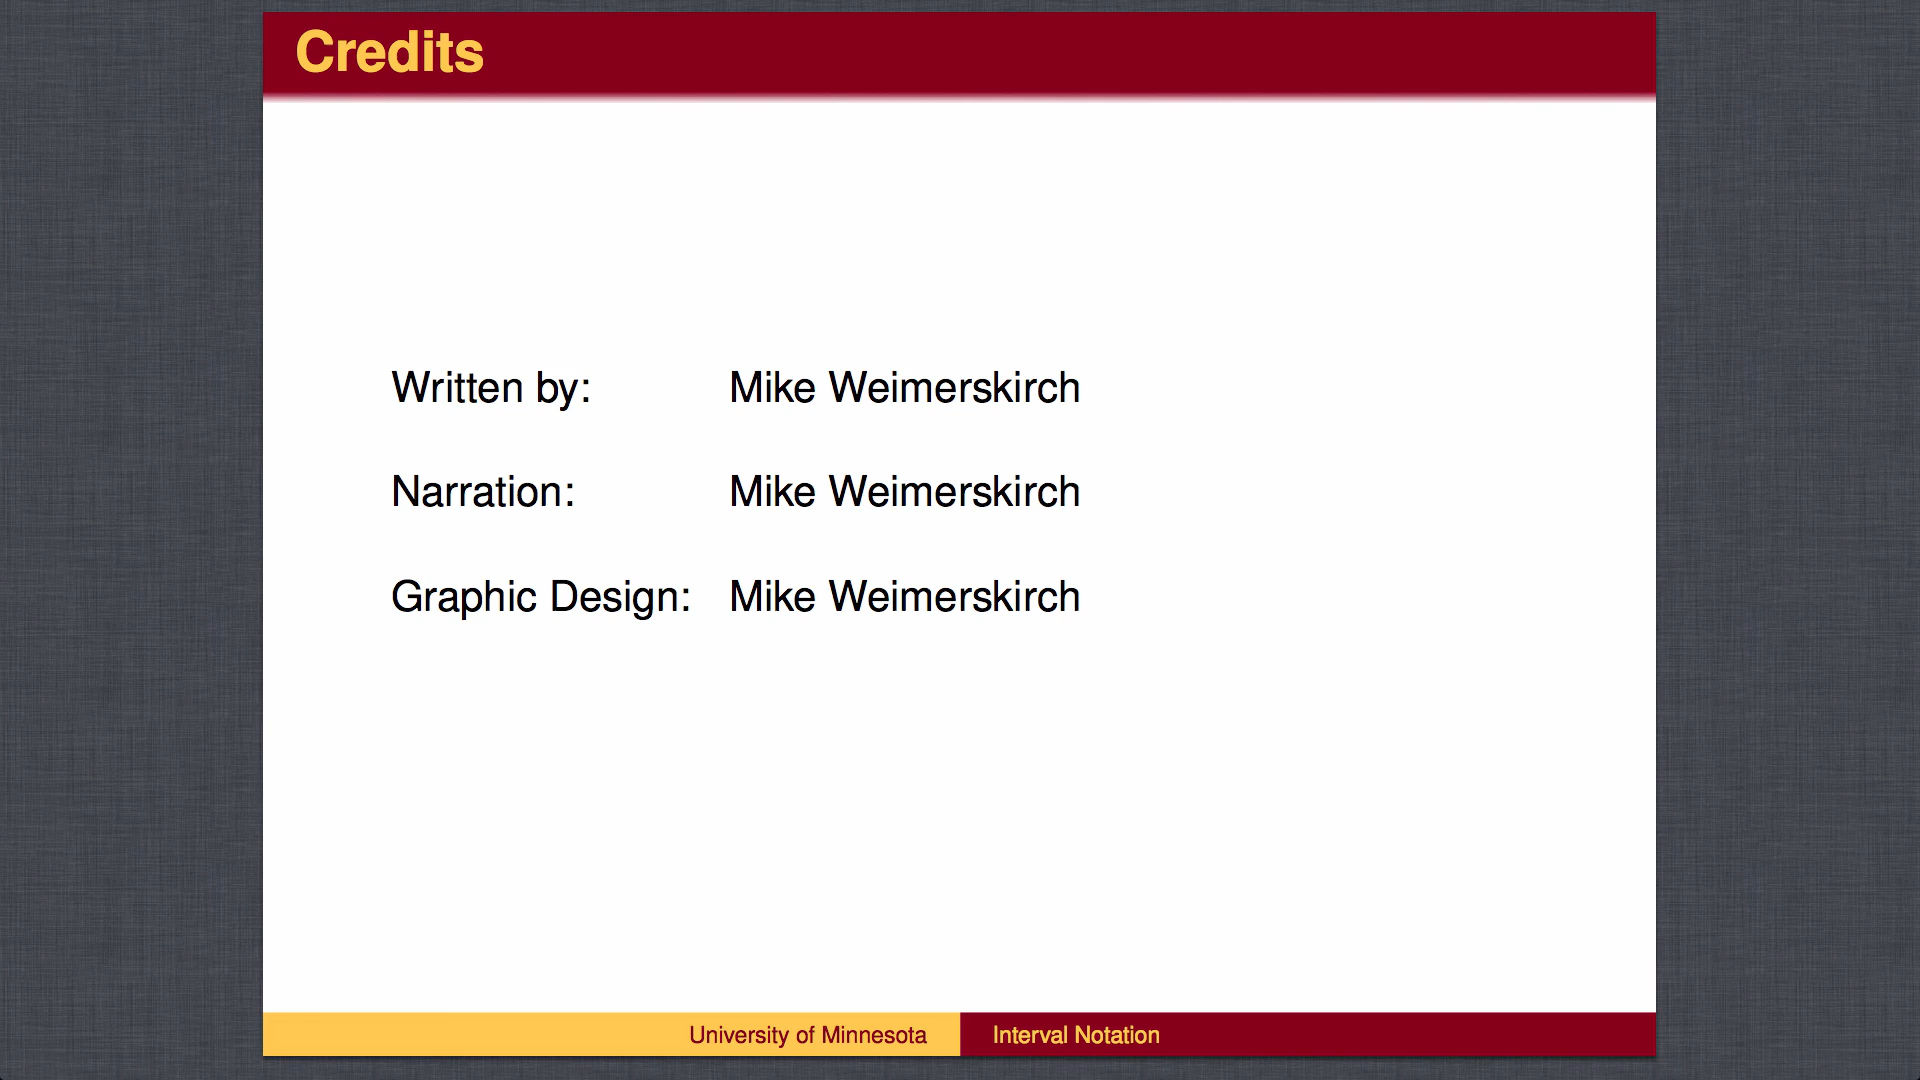 Credits
Written by: Mike Weimerskirch
Narration: Mike Weimerskirch
Graphic Design: Mike Weimerskirch
University of Minnesota Interval Notation